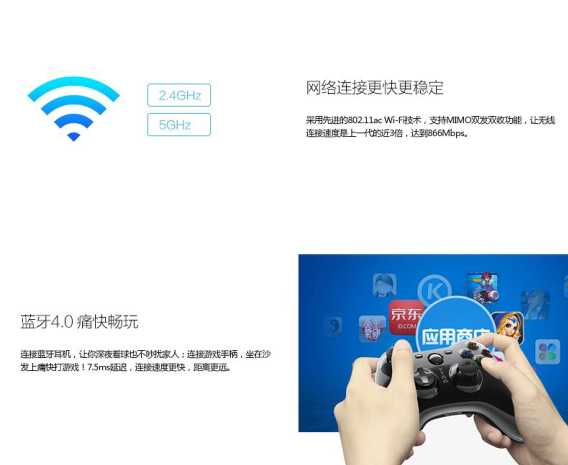 2.4GHz
5GHz
网络连接更快更稳定
采用先进的802.11ac Wi-Fi技术，支持MIMO双发双收功能，让无线
连接速度是上一代的近3倍，达到866Mbps。
蓝牙4.0 痛快畅玩
连接蓝牙耳机，让你深夜看球也不吵扰家人；连接游戏手柄，坐在沙
发上痛快打游戏！7.5ms延迟，连接速度更快，距离更远。
K
京东
JD.COM
应用商店